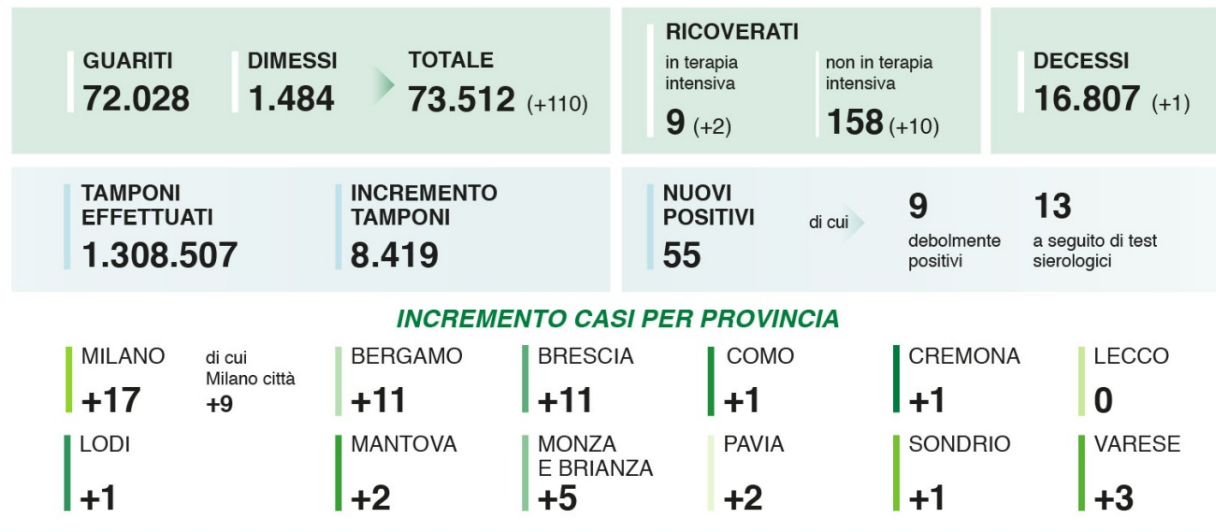 GUARITI
72.028
DIMESSI
1.484
TOTALE
73.512 (+110)
RICOVERATI
in terapia
intensiva
9 (+2)
non in terapia
intensiva
158 (+10)
DECESSI
16.807 (+1)
TAMPONI
EFFETTUATI
1.308.507
INCREMENTO
TAMPONI
8.419
NUOVI
POSITIVI
55
di cui
9
debolmente
positivi
13
a seguito di test
sierologici
INCREMENTO CASI PER PROVINCIA
MILANO
+17
di cui
Milano città
+9
BERGAMO
+11
BRESCIA
+11
COMO
+1
CREMONA
+1
LECCO
0
LODI
+1
MANTOVA
+2
MONZA
E BRIANZA
+5
PAVIA
+2
SONDRIO
+1
VARESE
+3